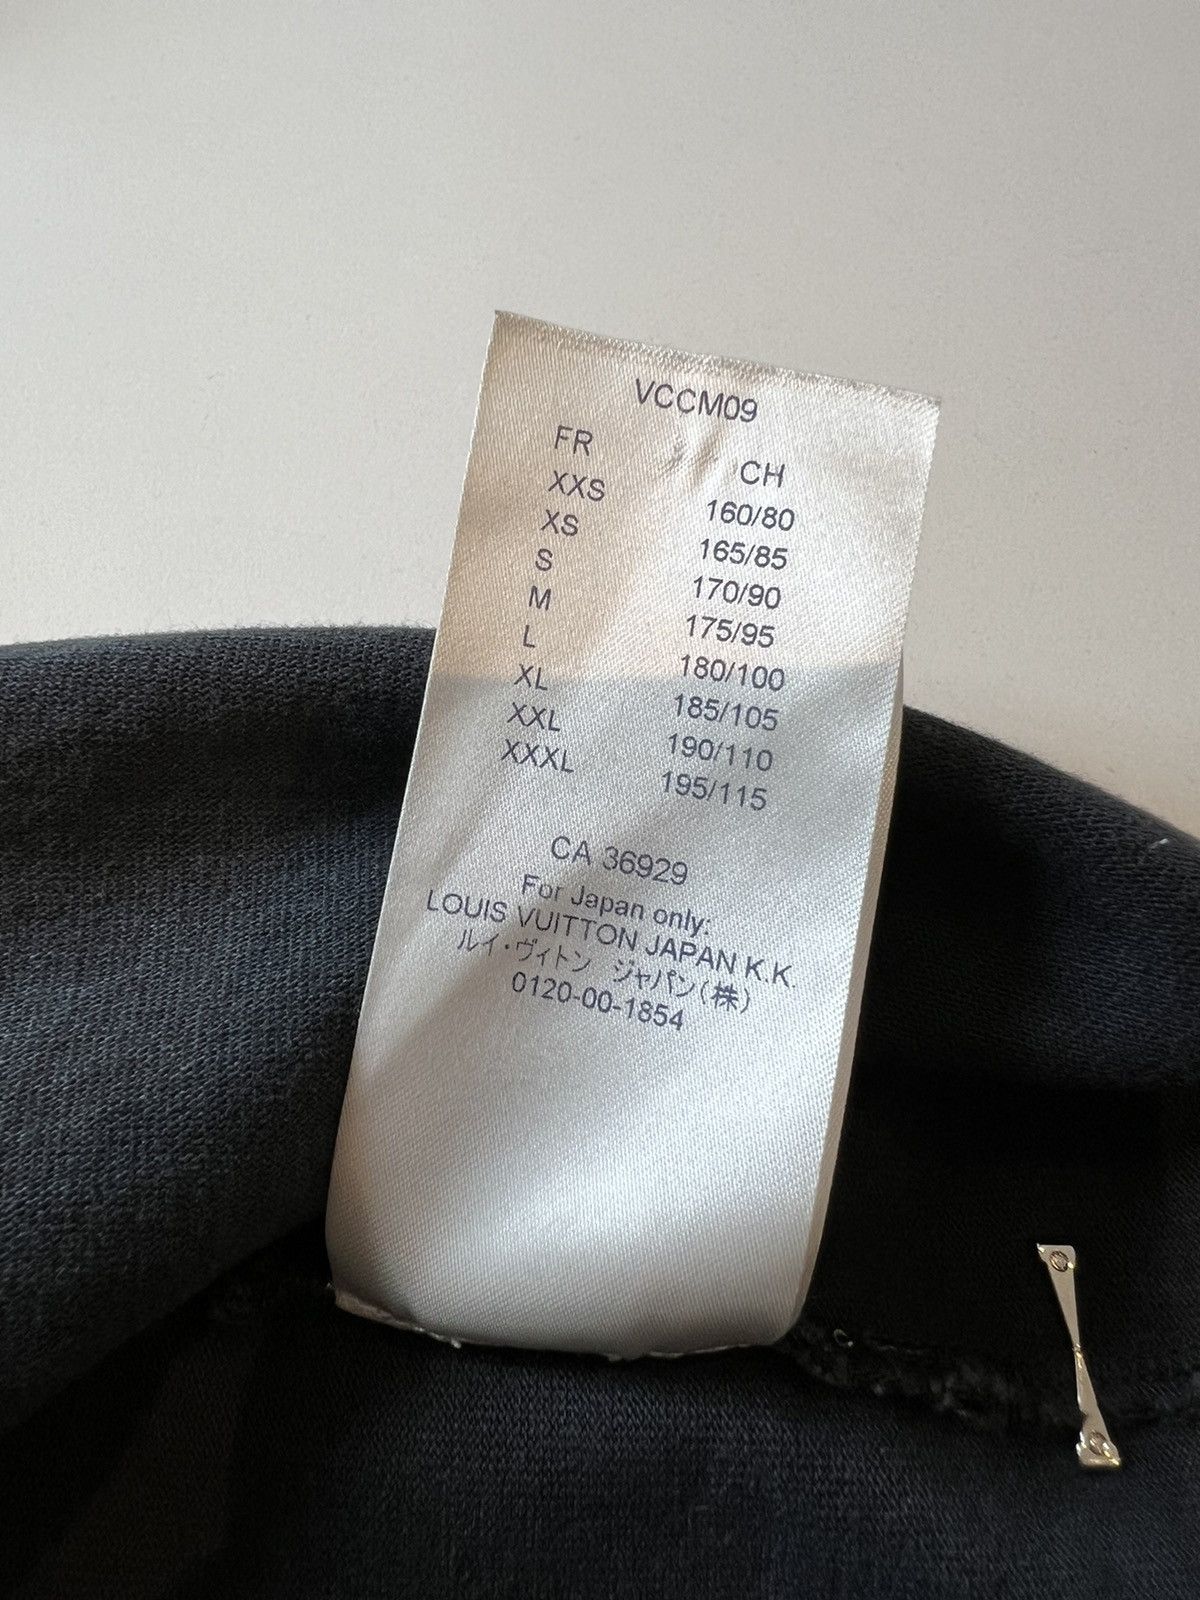 VCCM09
FR CH
XXS 160/80
XS 165/85
S 170/90
M 175/95
L 180/100
XL 185/105
XXL 190/110
XXXL 195/115
CA 36929
For Japan only:
LOUIS VUITTON JAPAN K.K.
ルイ・ヴィトン ジャパン(株)
0120-00-1854